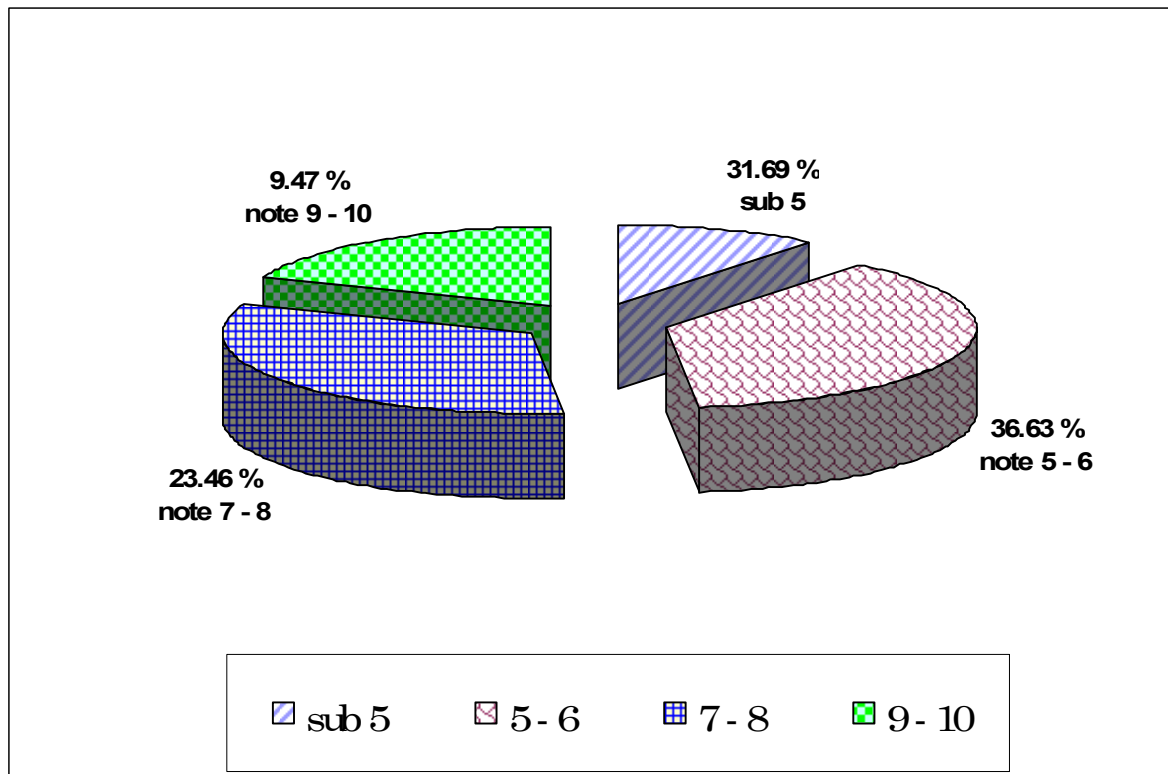 9.47 %
note 9 - 10
31.69 %
sub 5
36.63 %
note 5 - 6
23.46 %
note 7 - 8
sub 5 5 - 6 7 - 8 9 - 10